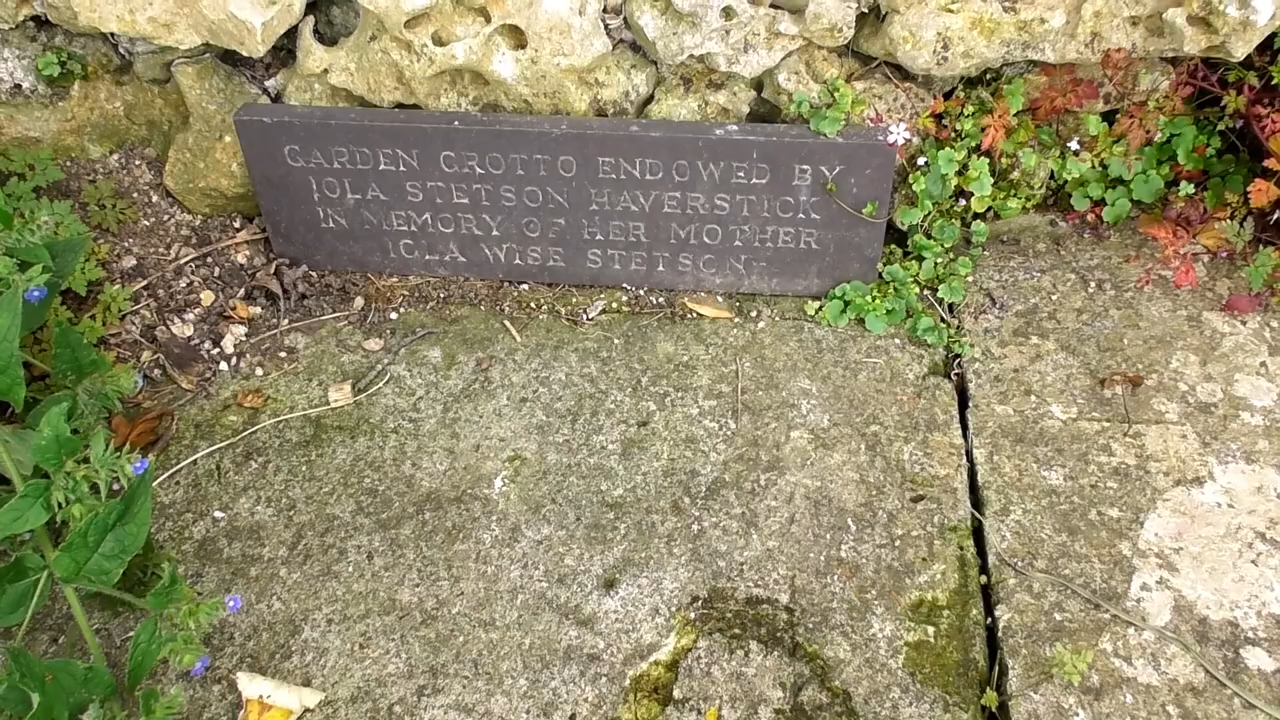 GARDEN GROTTO ENDOWED BY
IOLA STETSON HAVERSTICK
IN MEMORY OF HER MOTHER
IOLA WISE STETSON